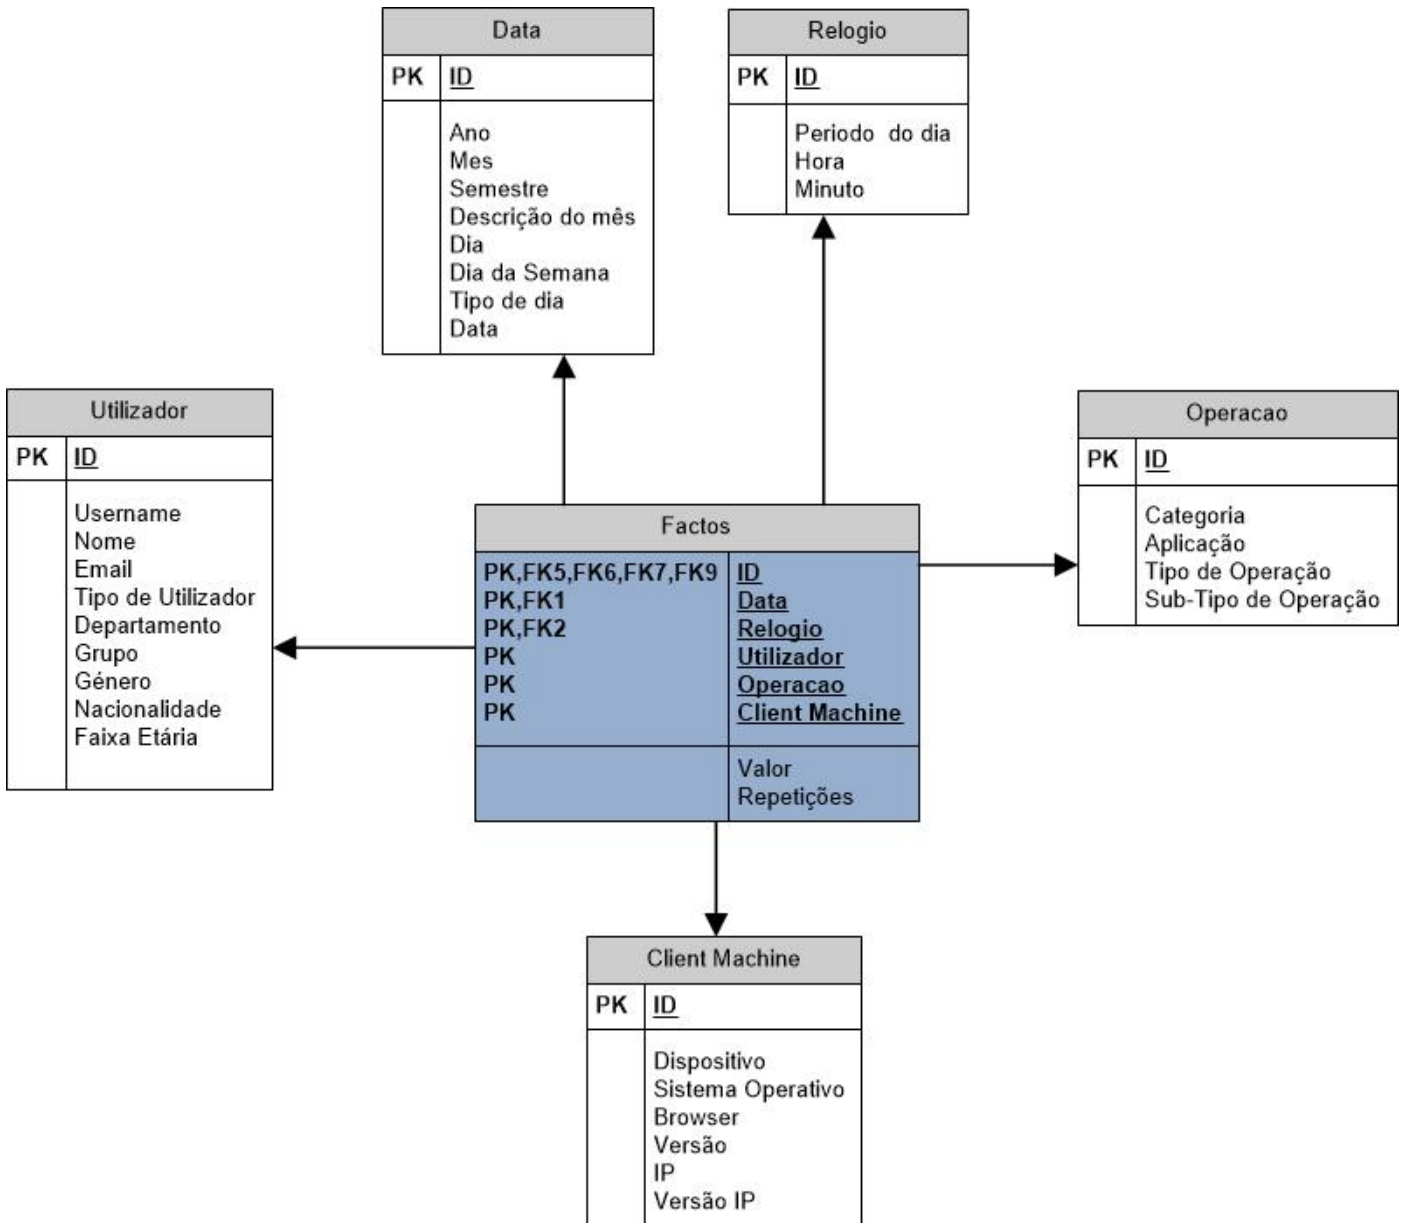 Data
PK ID
Ano
Mes
Semestre
Descrição do mês
Dia
Dia da Semana
Tipo de dia
Data
Relogio
PK ID
Periodo do dia
Hora
Minuto
Utilizador
PK ID
Username
Nome
Email
Tipo de Utilizador
Departamento
Grupo
Género
Nacionalidade
Faixa Etária
Factos
PK,FK5,FK6,FK7,FK9 ID
PK,FK1 Data
PK,FK2 Relogio
PK Utilizador
PK Operacao
PK Client Machine
Valor
Repetições
Operacao
PK ID
Categoria
Aplicação
Tipo de Operação
Sub-Tipo de Operação
Client Machine
PK ID
Dispositivo
Sistema Operativo
Browser
Versão
IP
Versão IP